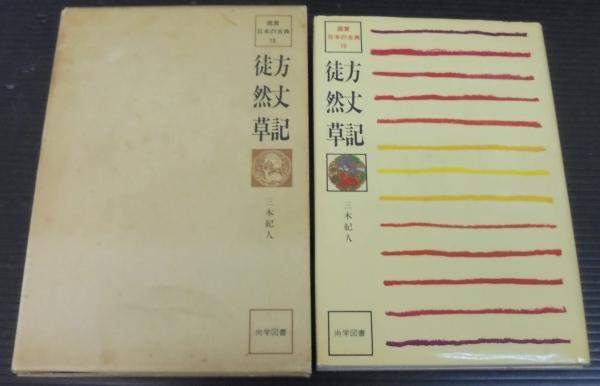 鑑賞
日本の古典
10
方丈記
徒然草
三木紀人
尚学図書
鑑賞
日本の古典
10
方丈記
徒然草
三木紀人
尚学図書